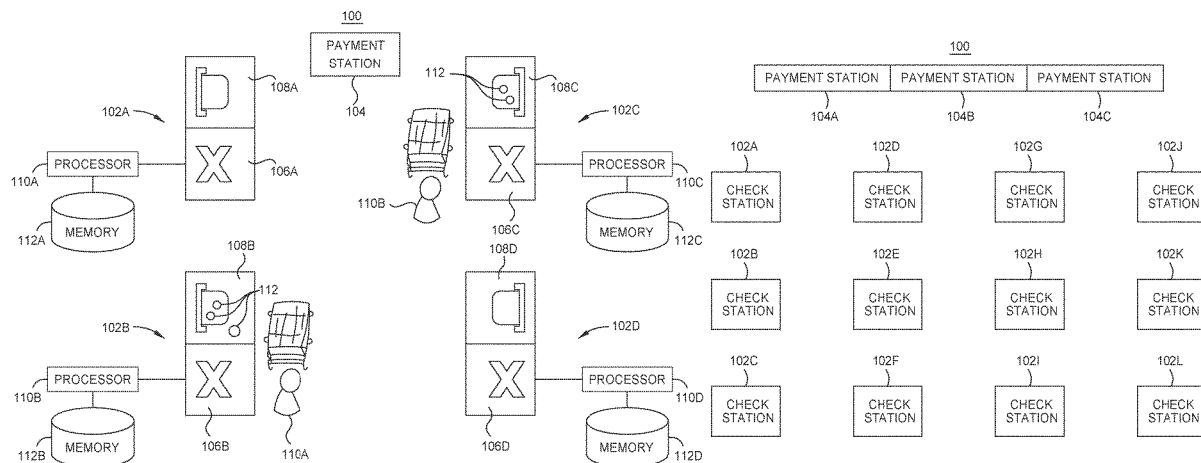 100
PAYMENT
STATION
104
108A
102A
106A
PROCESSOR
110A
MEMORY
112A
112
108C
102C
110B
106C
PROCESSOR
110C
MEMORY
112C
108B
112
102B
PROCESSOR
110B
MEMORY
112B
106B
110A
108D
102D
106D
PROCESSOR
110D
MEMORY
112D
X
X
X
X
100
PAYMENT STATION PAYMENT STATION PAYMENT STATION
104A 104B 104C
102A 102D 102G 102J
CHECK CHECK CHECK CHECK
STATION STATION STATION STATION
102B 102E 102H 102K
CHECK CHECK CHECK CHECK
STATION STATION STATION STATION
102C 102F 102I 102L
CHECK CHECK CHECK CHECK
STATION STATION STATION STATION